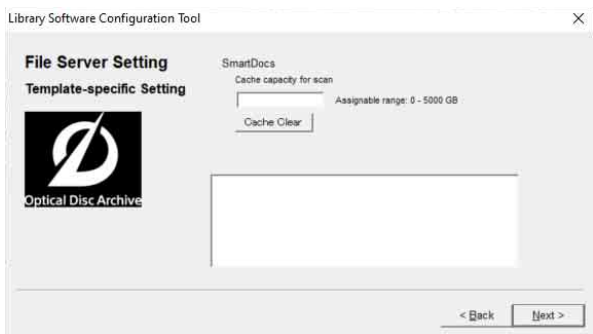 Library Software Configuration Tool
File Server Setting
Template-specific Setting
Optical Disc Archive
SmartDocs
Cache capacity for scan
Assignable range: 0 - 5000 GB
Cache Clear
< Back
Next >